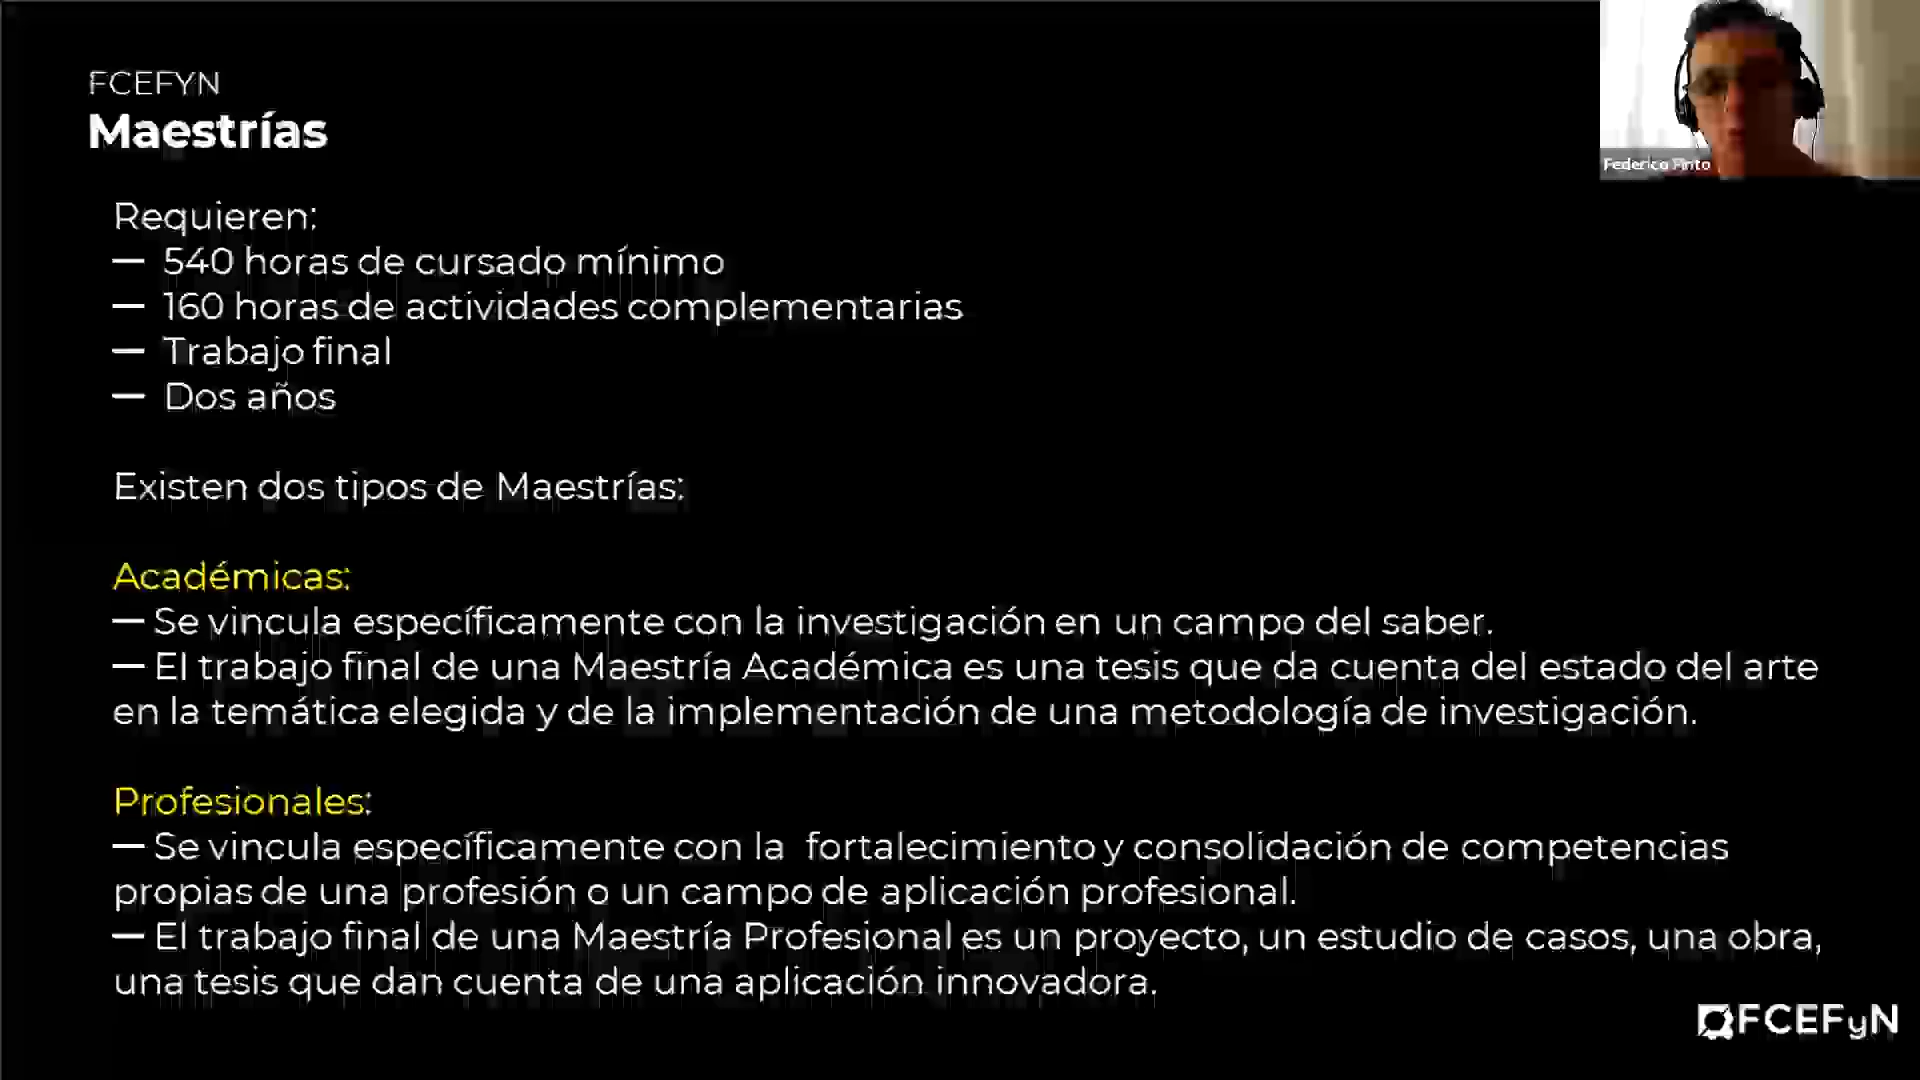 FCEFYN
Maestrías
Federico Pinto
Requieren:
— 540 horas de cursado mínimo
— 160 horas de actividades complementarias
— Trabajo final
— Dos años
Existen dos tipos de Maestrías:
Académicas:
— Se vincula específicamente con la investigación en un campo del saber.
— El trabajo final de una Maestría Académica es una tesis que da cuenta del estado del arte
en la temática elegida y de la implementación de una metodología de investigación.
Profesionales:
— Se vincula específicamente con la fortalecimiento y consolidación de competencias
propias de una profesión o un campo de aplicación profesional.
— El trabajo final de una Maestría Profesional es un proyecto, un estudio de casos, una obra,
una tesis que dan cuenta de una aplicación innovadora.
FCEFyN